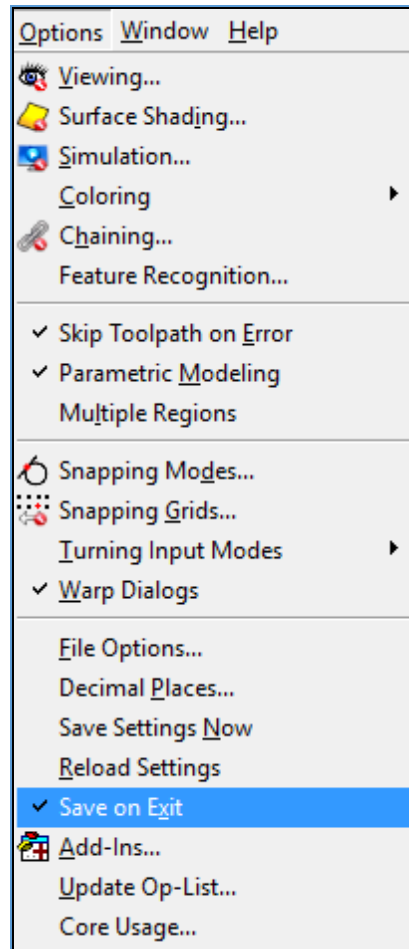 Options Window Help
Viewing...
Surface Shading...
Simulation...
Coloring
Chaining...
Feature Recognition...
Skip Toolpath on Error
Parametric Modeling
Multiple Regions
Snapping Modes...
Snapping Grids...
Turning Input Modes
Warp Dialogs
File Options...
Decimal Places...
Save Settings Now
Reload Settings
Save on Exit
Add-Ins...
Update Op-List...
Core Usage...